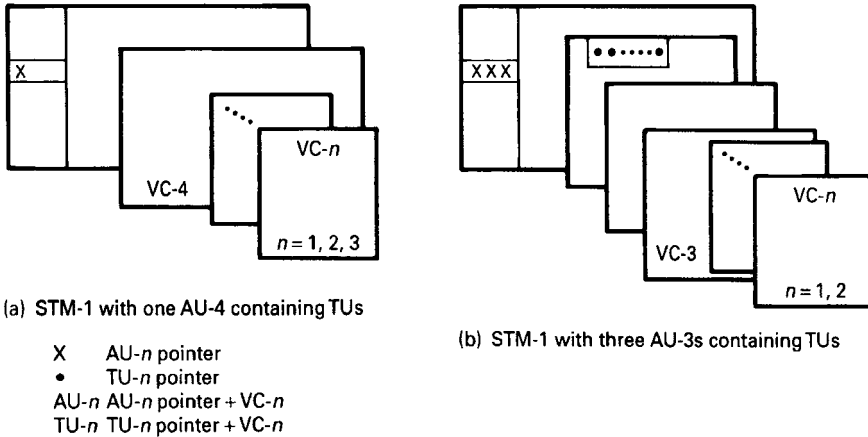 X
VC-4
VC-n
n = 1, 2, 3
(a) STM-1 with one AU-4 containing TUs
X AU-n pointer
• TU-n pointer
AU-n AU-n pointer + VC-n
TU-n TU-n pointer + VC-n
XXX
VC-3
VC-n
n = 1, 2
(b) STM-1 with three AU-3s containing TUs